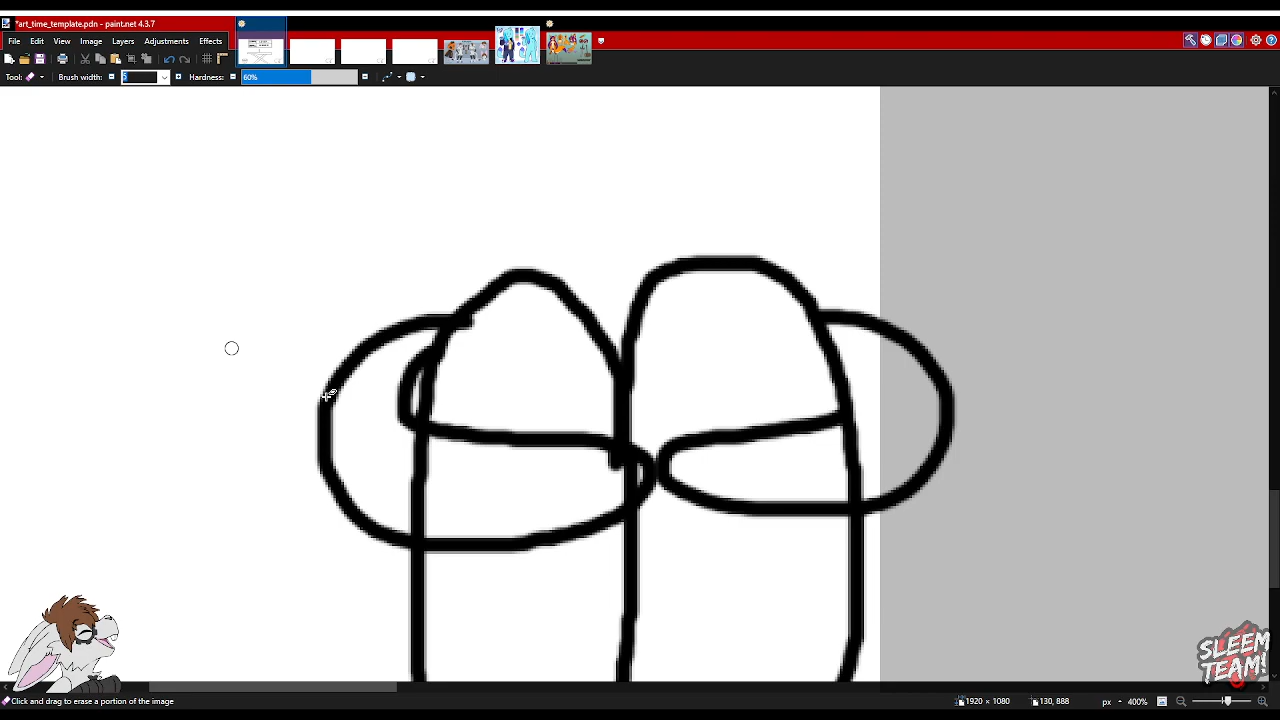 *art_time_template.pdn - paint.net 4.3.7
File Edit View Image Layers Adjustments Effects
Tool: Brush width: 5 Hardness: 60%
SLEEM TEAM!
Click and drag to erase a portion of the image 1920 × 1080 130, 888 px 400%